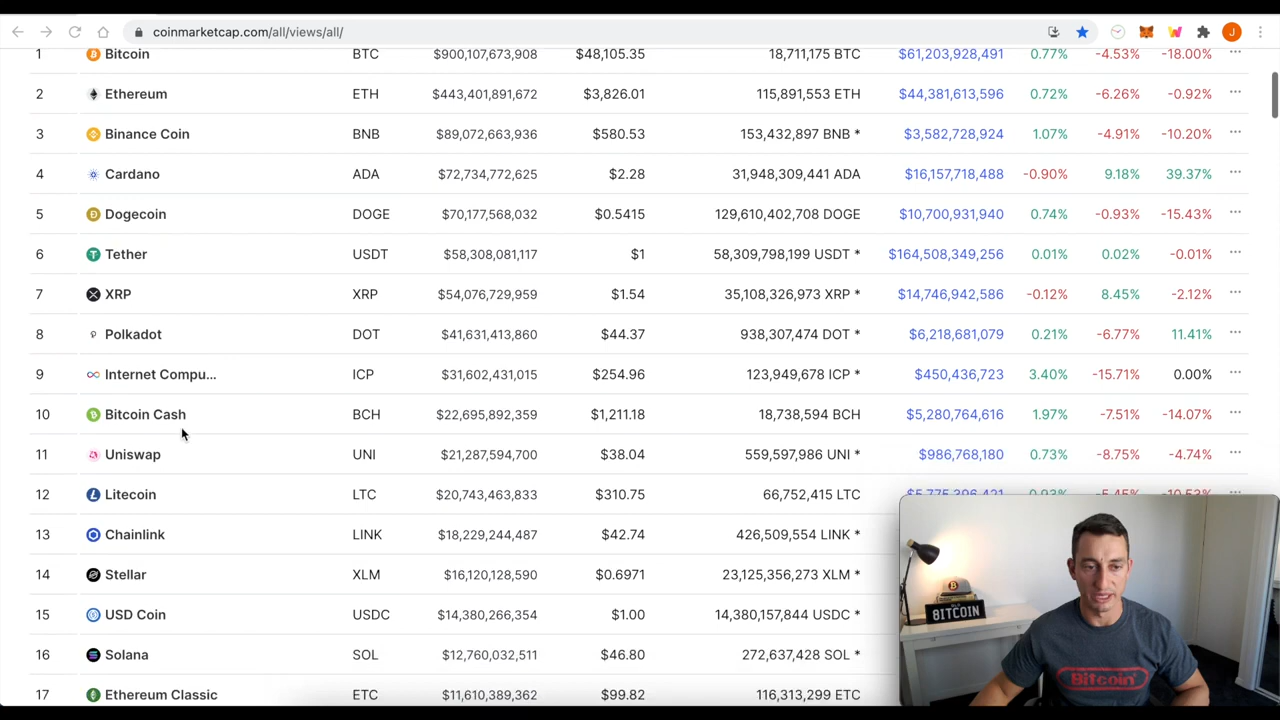 coinmarketcap.com/all/views/all/
J
1 Bitcoin BTC $900,107,673,908 $48,105.35 18,711,175 BTC $61,203,928,491 0.77% -4.53% -18.00% ...
2 Ethereum ETH $443,401,891,672 $3,826.01 115,891,553 ETH $44,381,613,596 0.72% -6.26% -0.92% ...
3 Binance Coin BNB $89,072,663,936 $580.53 153,432,897 BNB * $3,582,728,924 1.07% -4.91% -10.20% ...
4 Cardano ADA $72,734,772,625 $2.28 31,948,309,441 ADA $16,157,718,488 -0.90% 9.18% 39.37% ...
5 Dogecoin DOGE $70,177,568,032 $0.5415 129,610,402,708 DOGE $10,700,931,940 0.74% -0.93% -15.43% ...
6 Tether USDT $58,308,081,117 $1 58,309,798,199 USDT * $164,508,349,256 0.01% 0.02% -0.01% ...
7 XRP XRP $54,076,729,959 $1.54 35,108,326,973 XRP * $14,746,942,586 -0.12% 8.45% -2.12% ...
8 Polkadot DOT $41,631,413,860 $44.37 938,307,474 DOT * $6,218,681,079 0.21% -6.77% 11.41% ...
9 Internet Compu... ICP $31,602,431,015 $254.96 123,949,678 ICP * $450,436,723 3.40% -15.71% 0.00% ...
10 Bitcoin Cash BCH $22,695,892,359 $1,211.18 18,738,594 BCH $5,280,764,616 1.97% -7.51% -14.07% ...
11 Uniswap UNI $21,287,594,700 $38.04 559,597,986 UNI * $986,768,180 0.73% -8.75% -4.74% ...
12 Litecoin LTC $20,743,463,833 $310.75 66,752,415 LTC
13 Chainlink LINK $18,229,244,487 $42.74 426,509,554 LINK *
14 Stellar XLM $16,120,128,590 $0.6971 23,125,356,273 XLM *
15 USD Coin USDC $14,380,266,354 $1.00 14,380,157,844 USDC *
16 Solana SOL $12,760,032,511 $46.80 272,637,428 SOL *
17 Ethereum Classic ETC $11,610,389,362 $99.82 116,313,299 ETC
BITCOIN
Bitcoin